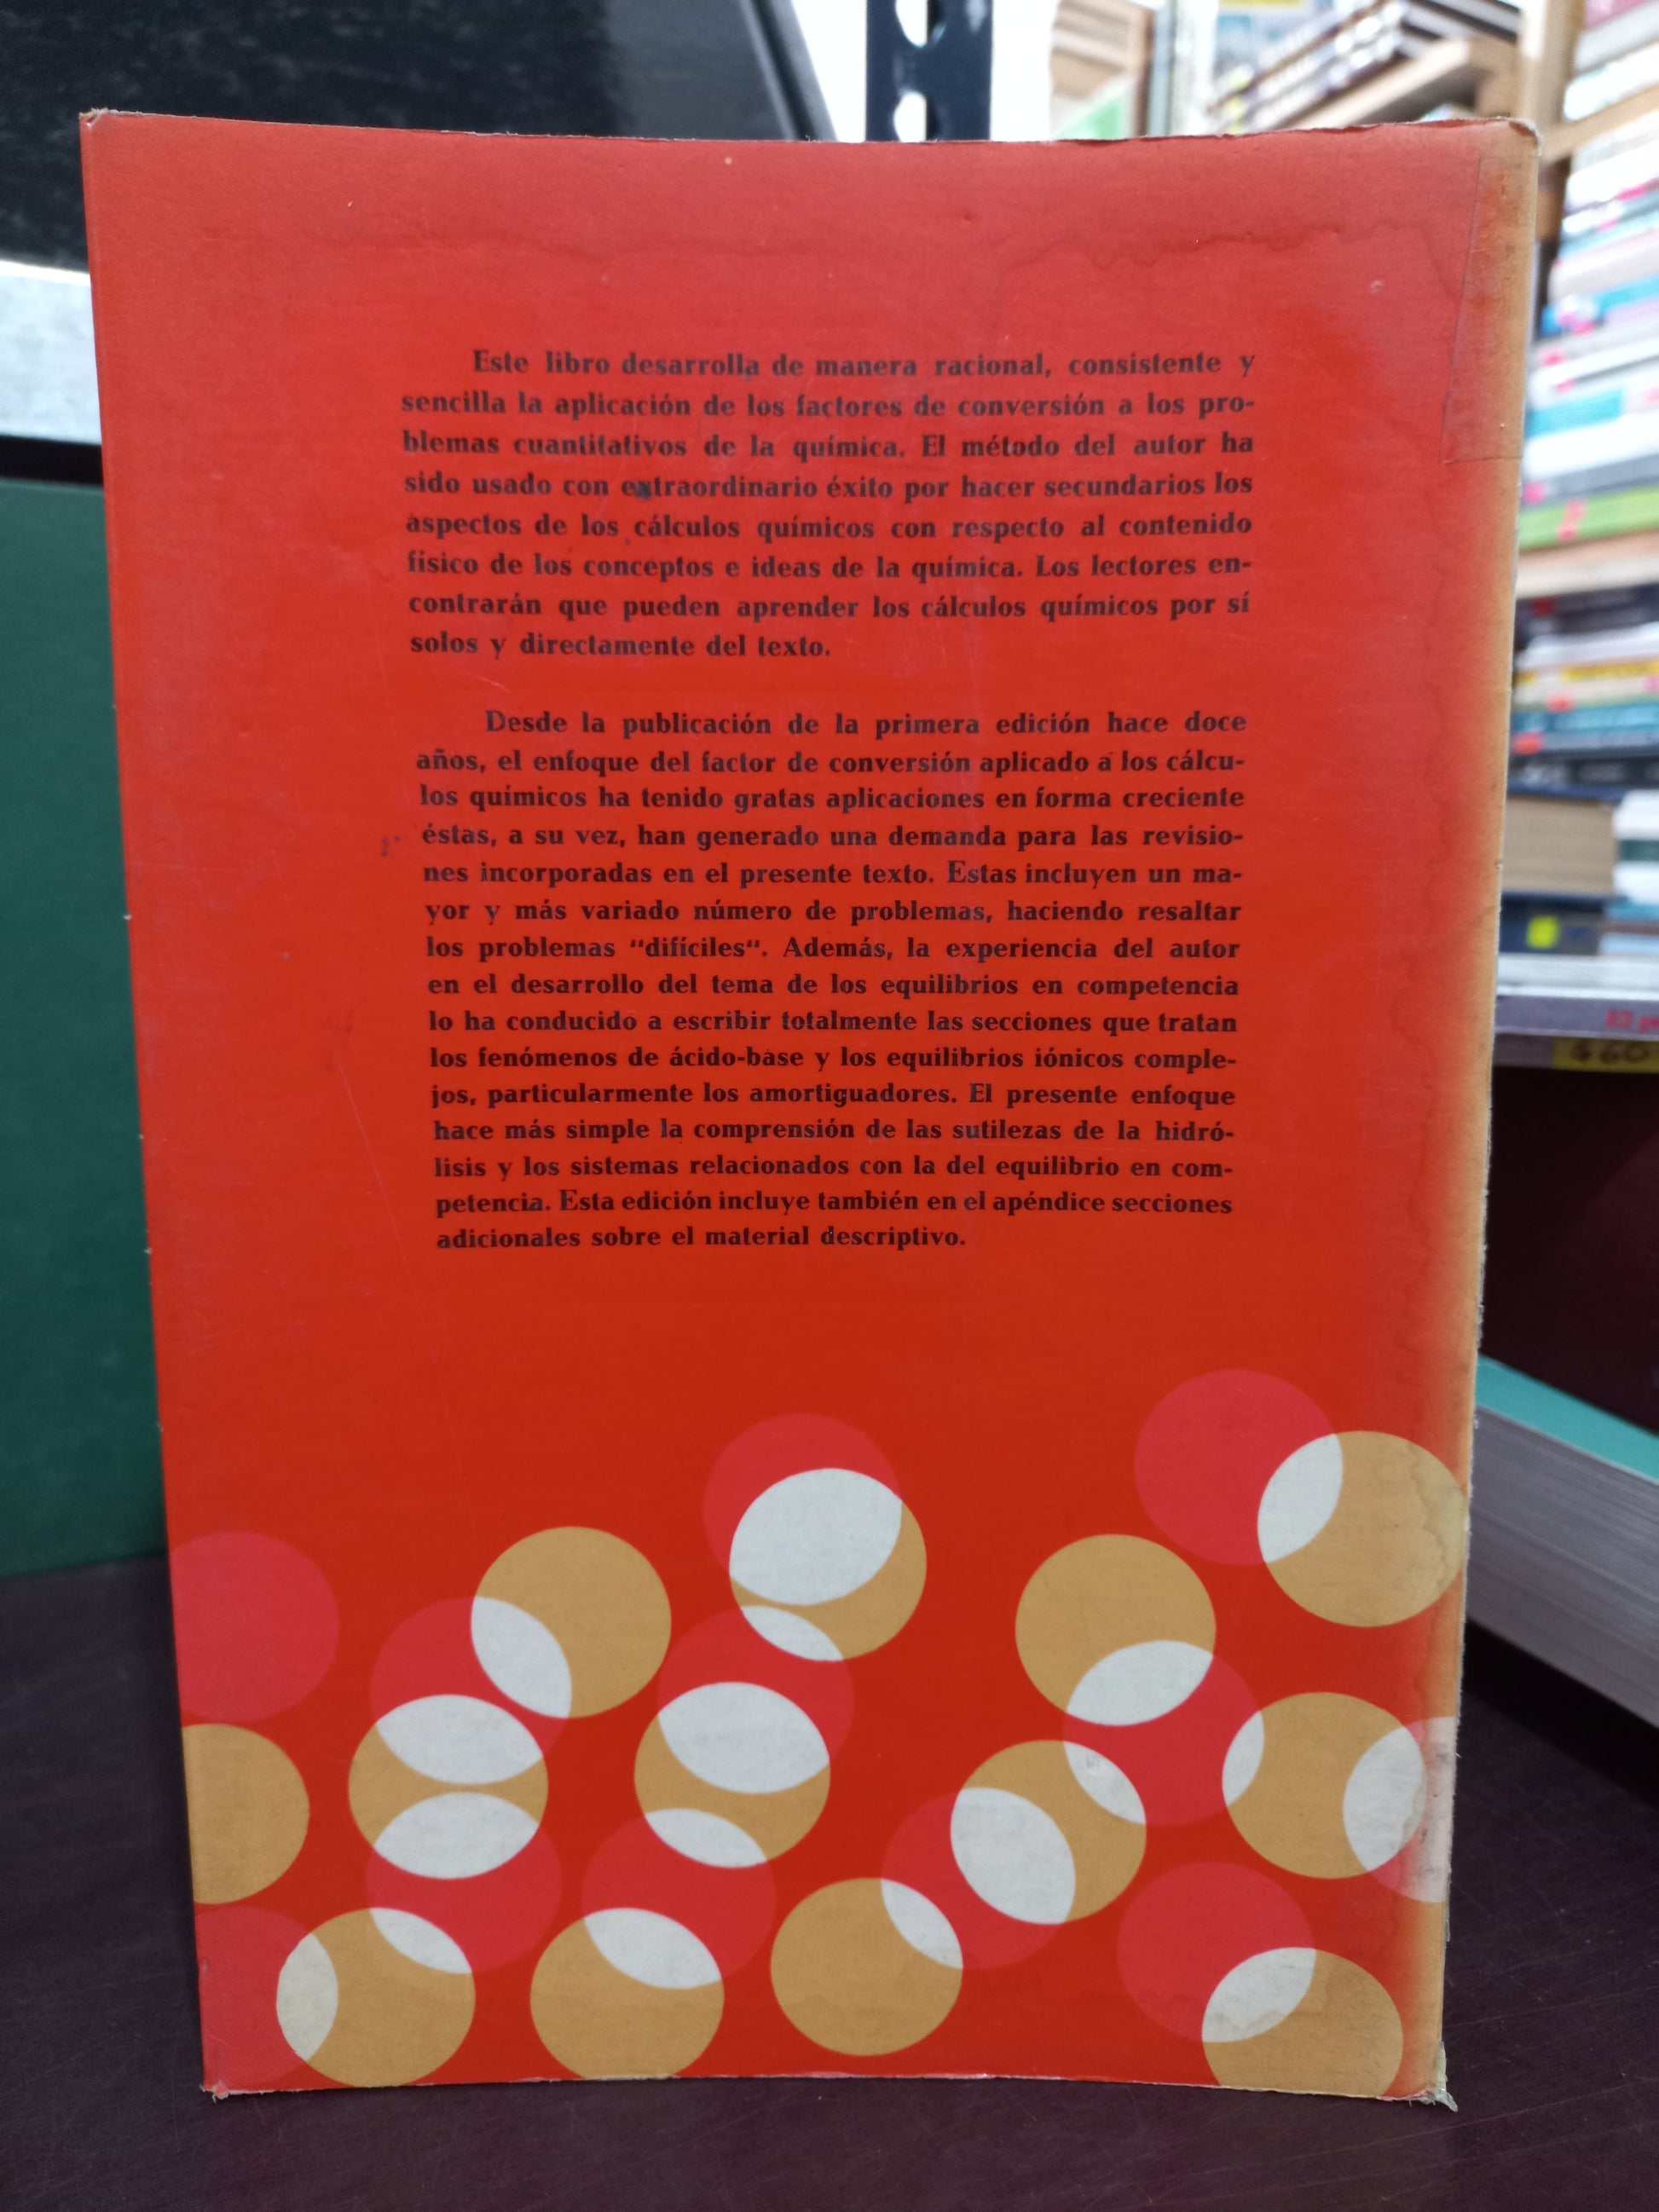 Este libro desarrolla de manera racional, consistente y
sencilla la aplicación de los factores de conversión a los pro-
blemas cuantitativos de la química. El método del autor ha
sido usado con extraordinario éxito por hacer secundarios los
aspectos de los cálculos químicos con respecto al contenido
físico de los conceptos e ideas de la química. Los lectores en-
contrarán que pueden aprender los cálculos químicos por sí
solos y directamente del texto.
Desde la publicación de la primera edición hace doce
años, el enfoque del factor de conversión aplicado a los cálcu-
los químicos ha tenido gratas aplicaciones en forma creciente
éstas, a su vez, han generado una demanda para las revisio-
nes incorporadas en el presente texto. Estas incluyen un ma-
yor y más variado número de problemas, haciendo resaltar
los problemas “difíciles“. Además, la experiencia del autor
en el desarrollo del tema de los equilibrios en competencia
lo ha conducido a escribir totalmente las secciones que tratan
los fenómenos de ácido-base y los equilibrios iónicos comple-
jos, particularmente los amortiguadores. El presente enfoque
hace más simple la comprensión de las sutilezas de la hidró-
lisis y los sistemas relacionados con la del equilibrio en com-
petencia. Esta edición incluye también en el apéndice secciones
adicionales sobre el material descriptivo.